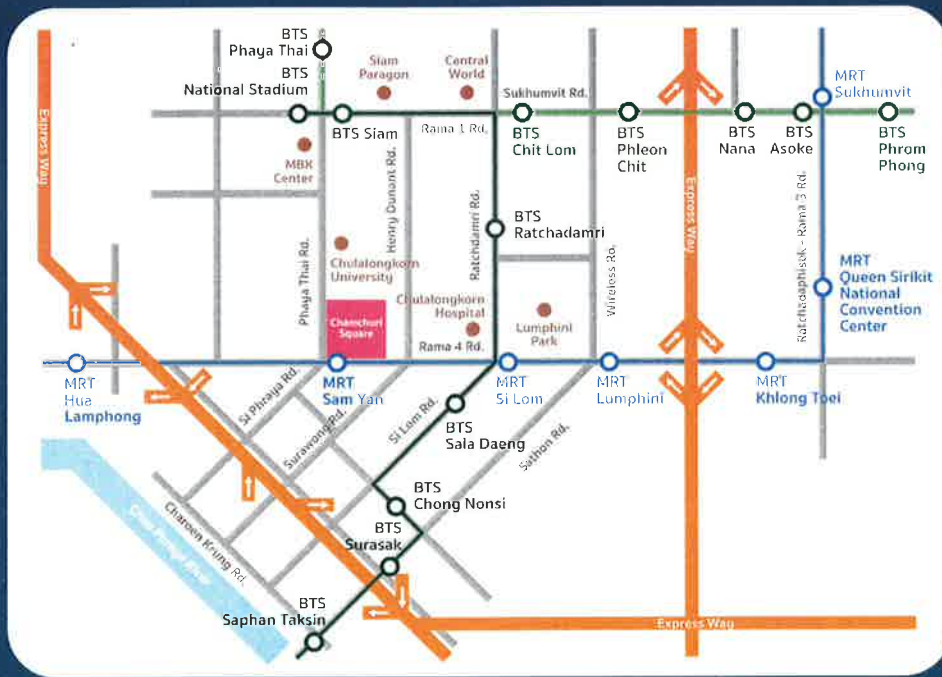 BTS
Phaya Thai
BTS
National Stadium
Siam
Paragon
Central
World
Sukhumvit Rd.
MRT
Sukhumvit
BTS Siam
Rama 1 Rd.
BTS
Chit Lom
BTS
Phleon
Chit
BTS
Nana
BTS
Asoke
BTS
Phrom
Phong
Express Way
MBK
Center
Henry Dunant Rd.
Ratchdamri Rd.
BTS
Ratchadamri
Express Way
Phaya Thai Rd.
Chulalongkorn
University
Wireless Rd.
Ratchadaphisek - Rama 3 Rd.
MRT
Queen Sirikit
National
Convention
Center
Chamchuri
Square
Chulalongkorn
Hospital
Lumphini
Park
Rama 4 Rd.
MRT
Hua
Lamphong
MRT
Sam Yan
MRT
Si Lom
MRT
Lumphini
MRT
Khlong Toei
Si Phraya Rd.
Surawong Rd.
Si Lom Rd.
BTS
Sala Daeng
Sathon Rd.
BTS
Chong Nonsi
BTS
Surasak
Charoen Krung Rd.
Chao Phraya River
BTS
Saphan Taksin
Express Way